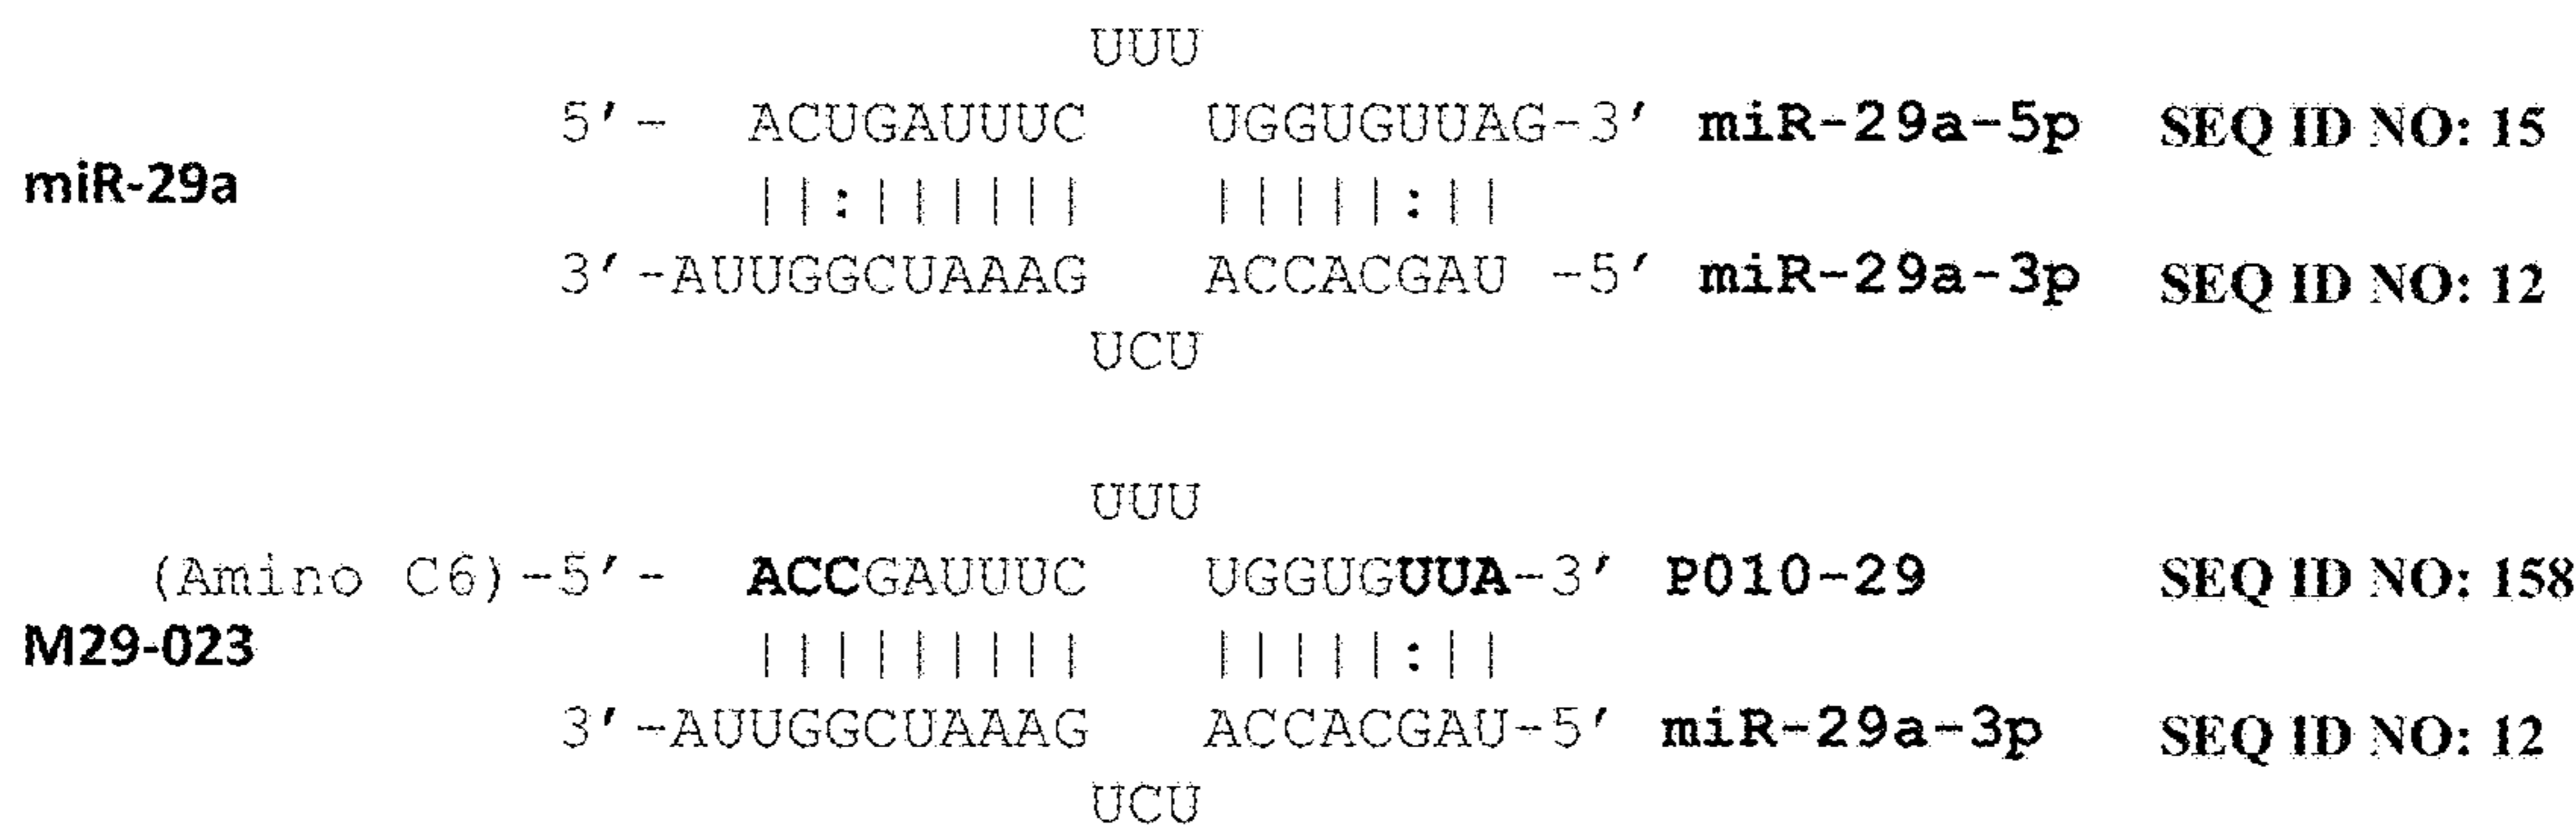 UUU
5'- ACUGAUUUC UGGUGUUAG-3' miR-29a-5p SEQ ID NO: 15
miR-29a
||:|||||| |||||:||
3'-AUUGGCUAAAG ACCACGAU -5' miR-29a-3p SEQ ID NO: 12
UCU
UUU
(Amino C6)-5'- ACCGAUUUC UGGUGUUA-3' P010-29 SEQ ID NO: 158
M29-023
||||||||| |||||:||
3'-AUUGGCUAAAG ACCACGAU-5' miR-29a-3p SEQ ID NO: 12
UCU